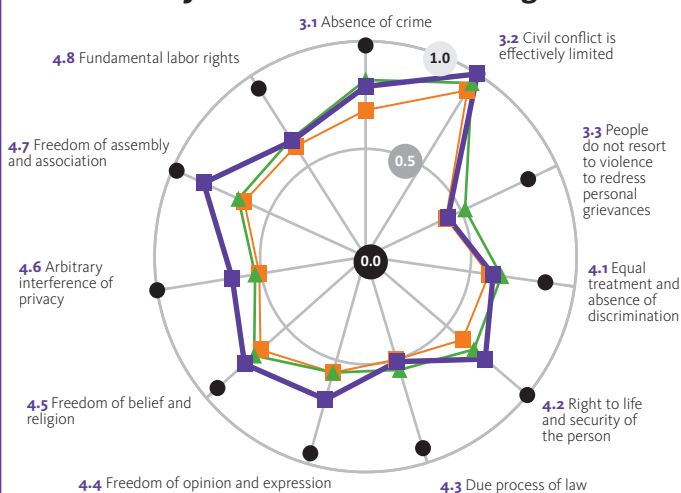 3.1 Absence of crime
3.2 Civil conflict is
effectively limited
1.0
4.8 Fundamental labor rights
3.3 People
do not resort
to violence
to redress
personal
grievances
4.7 Freedom of assembly
and association
0.5
0.0
4.6 Arbitrary
interference of
privacy
4.1 Equal
treatment and
absence of
discrimination
4.5 Freedom of belief and
religion
4.2 Right to life
and security of
the person
4.4 Freedom of opinion and expression
4.3 Due process of law